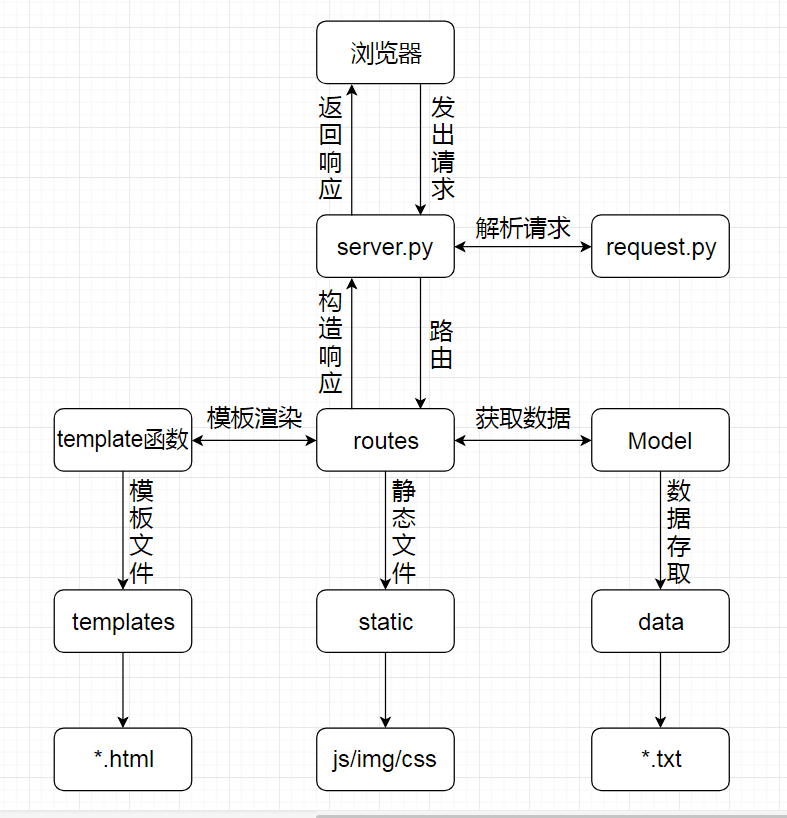 浏览器
返回响应
发出请求
server.py
解析请求
request.py
构造响应
路由
template函数
模板渲染
routes
获取数据
Model
模板文件
静态文件
数据存取
templates
static
data
*.html
js/img/css
*.txt